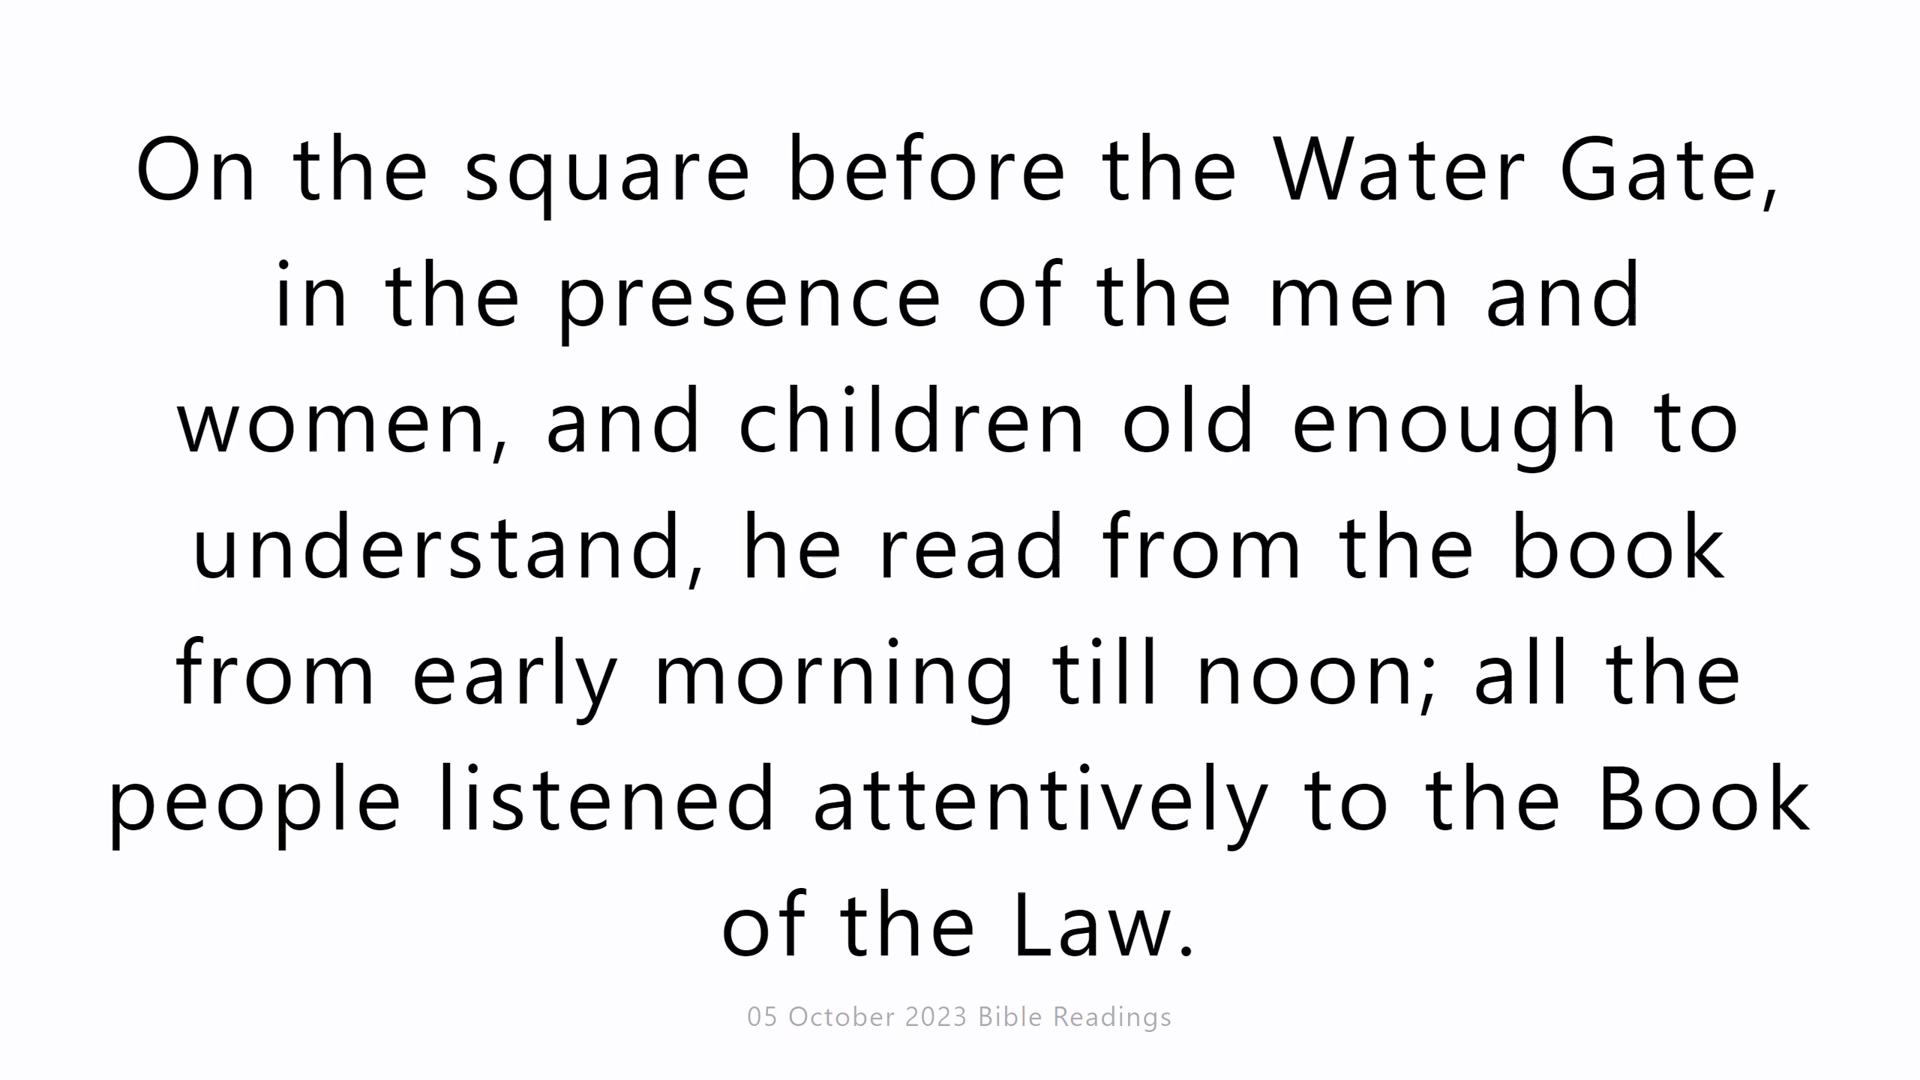 On the square before the Water Gate,
in the presence of the men and
women, and children old enough to
understand, he read from the book
from early morning till noon; all the
people listened attentively to the Book
of the Law.
05 October 2023 Bible Readings